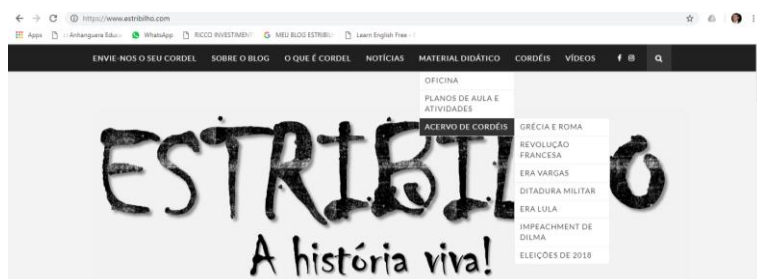 https://www.estribilho.com
Apps Anhanguera Educa WhatsApp RICCO INVESTIMEN MEU BLOG ESTRIBIL Learn English Free -
ENVIE-NOS O SEU CORDEL SOBRE O BLOG O QUE É CORDEL NOTÍCIAS MATERIAL DIDÁTICO CORDÉIS VÍDEOS f
OFICINA
PLANOS DE AULA E
ATIVIDADES
ACERVO DE CORDÉIS
GRÉCIA E ROMA
REVOLUÇÃO
FRANCESA
ERA VARGAS
DITADURA MILITAR
ERA LULA
IMPEACHMENT DE
DILMA
ELEIÇÕES DE 2018
ESTRIBILHO
A história viva!